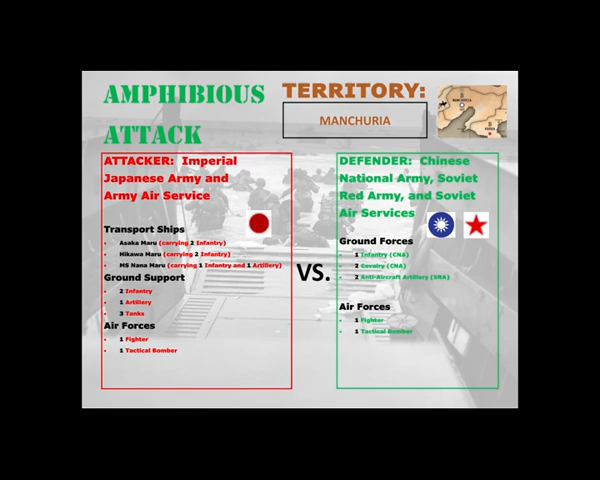 AMPHIBIOUS
ATTACK
TERRITORY:
MANCHURIA
MANCHURIA
KOREA
ATTACKER: Imperial
Japanese Army and
Army Air Service
Transport Ships
• Asaka Maru (carrying 2 Infantry)
• Hikawa Maru (carrying 2 Infantry)
• MS Nana Maru (carrying 1 Infantry and 1 Artillery)
Ground Support
• 2 Infantry
• 1 Artillery
• 3 Tanks
Air Forces
• 1 Fighter
• 1 Tactical Bomber
VS.
DEFENDER: Chinese
National Army, Soviet
Red Army, and Soviet
Air Services
Ground Forces
• 1 Infantry (CNA)
• 2 Cavalry (CNA)
• 2 Anti-Aircraft Artillery (SRA)
Air Forces
• 1 Fighter
• 1 Tactical Bomber